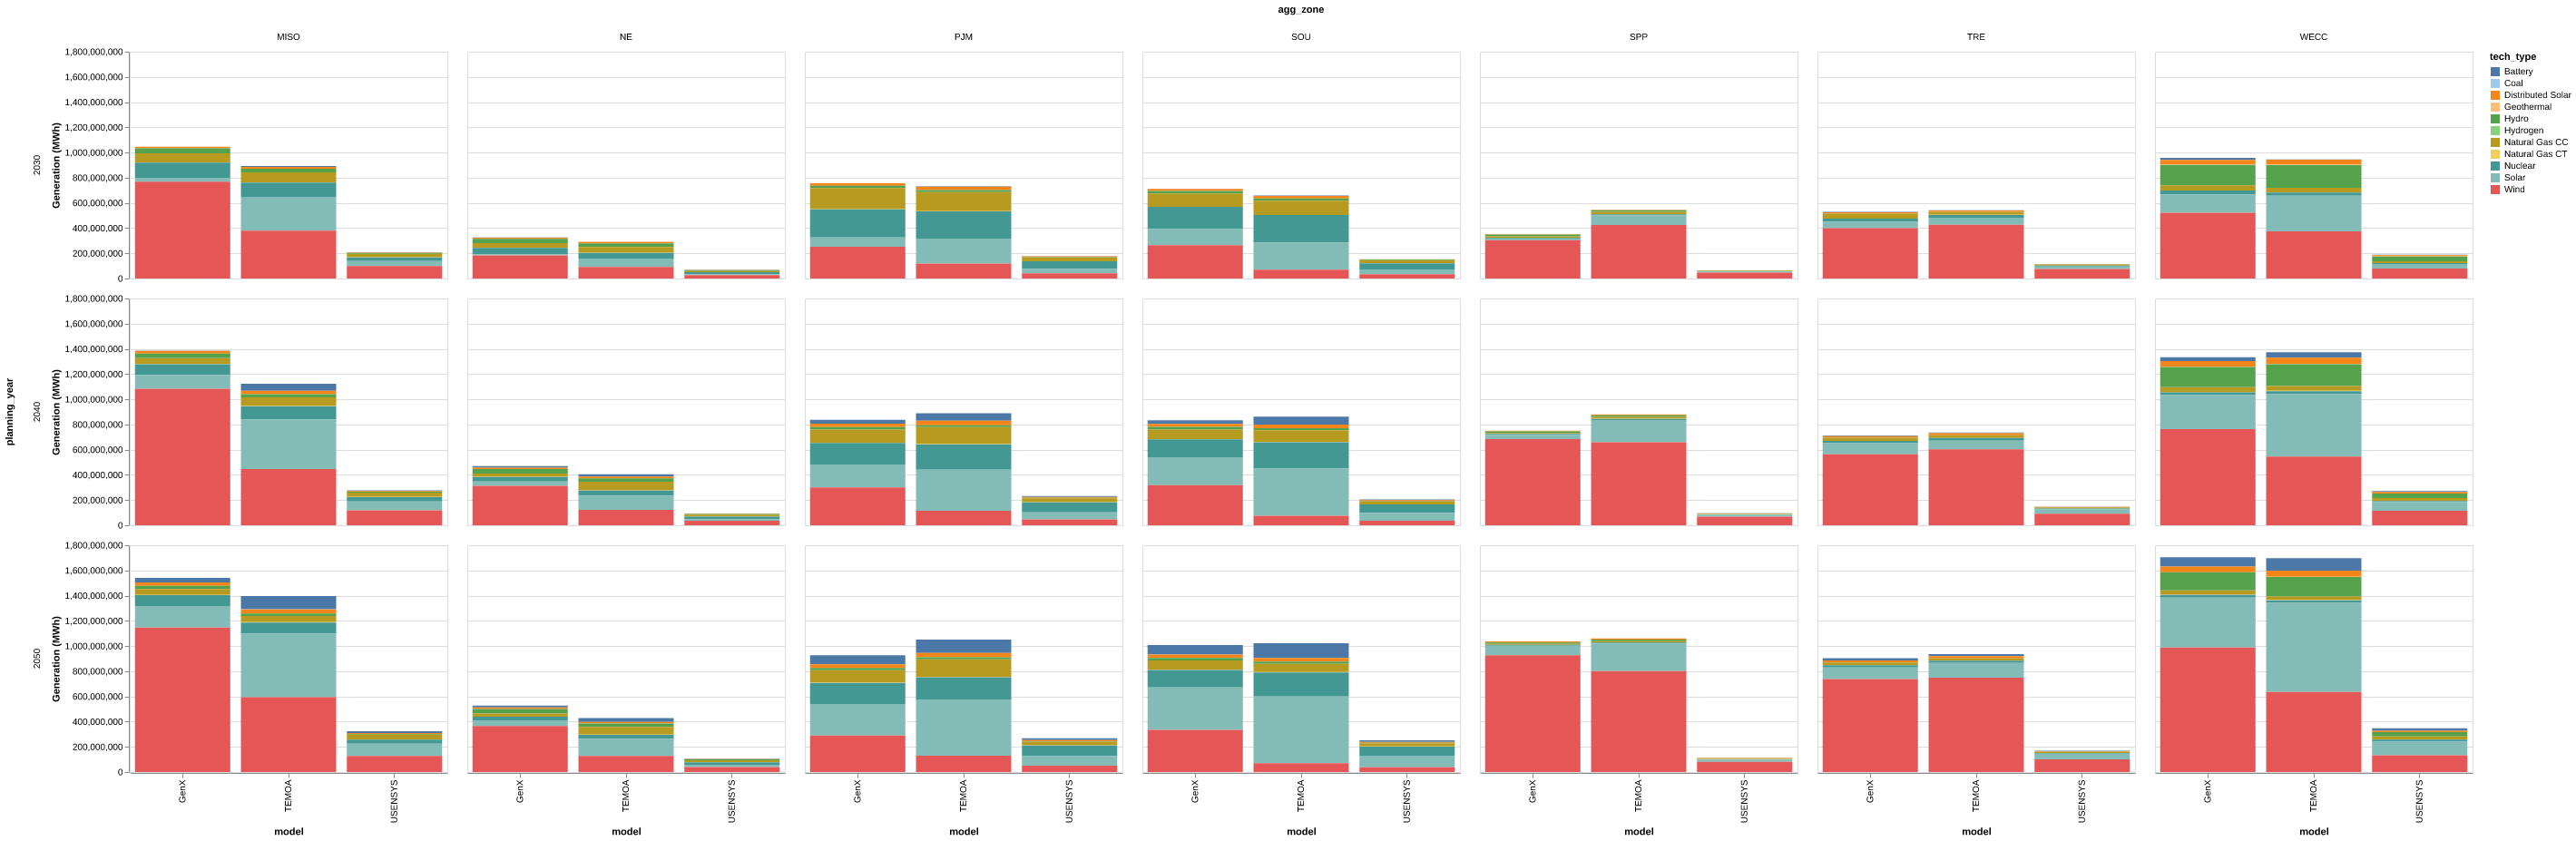 agg_zone
MISO NE PJM SOU SPP TRE WECC
planning_year
2030
Generation (MWh)
1,800,000,000
1,600,000,000
1,400,000,000
1,200,000,000
1,000,000,000
800,000,000
600,000,000
400,000,000
200,000,000
0
2040
Generation (MWh)
1,800,000,000
1,600,000,000
1,400,000,000
1,200,000,000
1,000,000,000
800,000,000
600,000,000
400,000,000
200,000,000
0
2050
Generation (MWh)
1,800,000,000
1,600,000,000
1,400,000,000
1,200,000,000
1,000,000,000
800,000,000
600,000,000
400,000,000
200,000,000
0
GenX TEMOA USENSYS GenX TEMOA USENSYS GenX TEMOA USENSYS GenX TEMOA USENSYS GenX TEMOA USENSYS GenX TEMOA USENSYS GenX TEMOA USENSYS
model model model model model model model
tech_type
Battery
Coal
Distributed Solar
Geothermal
Hydro
Hydrogen
Natural Gas CC
Natural Gas CT
Nuclear
Solar
Wind